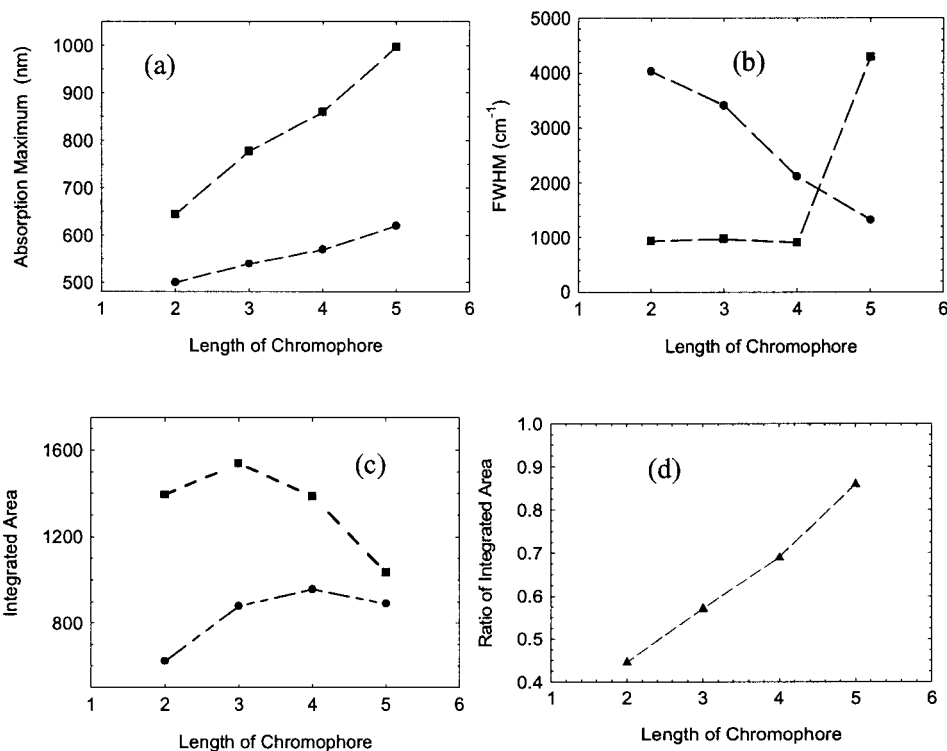 (a)
Absorption Maximum (nm)
1000
900
800
700
600
500
1 2 3 4 5 6
Length of Chromophore
(b)
FWHM (cm⁻¹)
5000
4000
3000
2000
1000
0
1 2 3 4 5 6
Length of Chromophore
(c)
Integrated Area
1600
1200
800
1 2 3 4 5 6
Length of Chromophore
(d)
Ratio of Integrated Area
1.0
0.9
0.8
0.7
0.6
0.5
0.4
1 2 3 4 5 6
Length of Chromophore